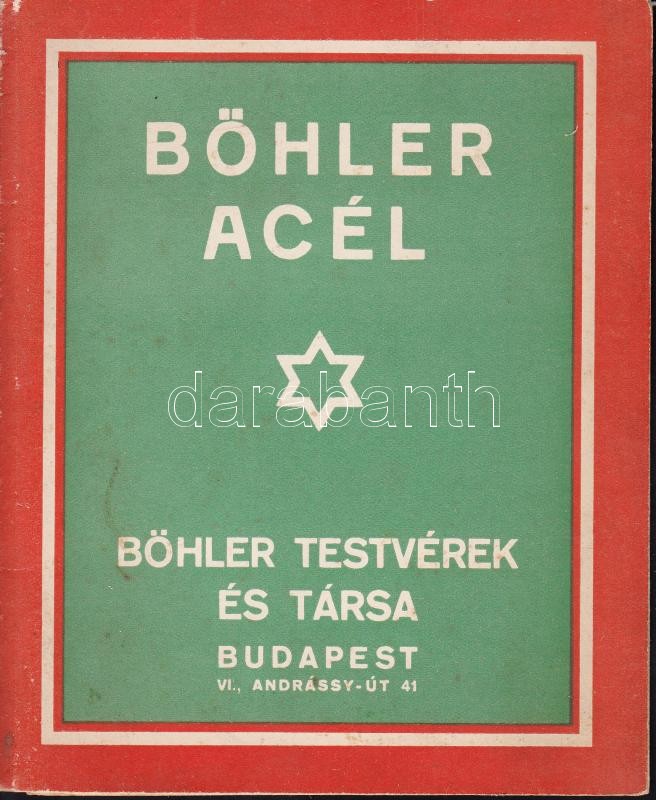 BÖHLER
ACÉL
darabanth
BÖHLER TESTVÉREK
ÉS TÁRSA
BUDAPEST
VI., ANDRÁSSY-ÚT 41